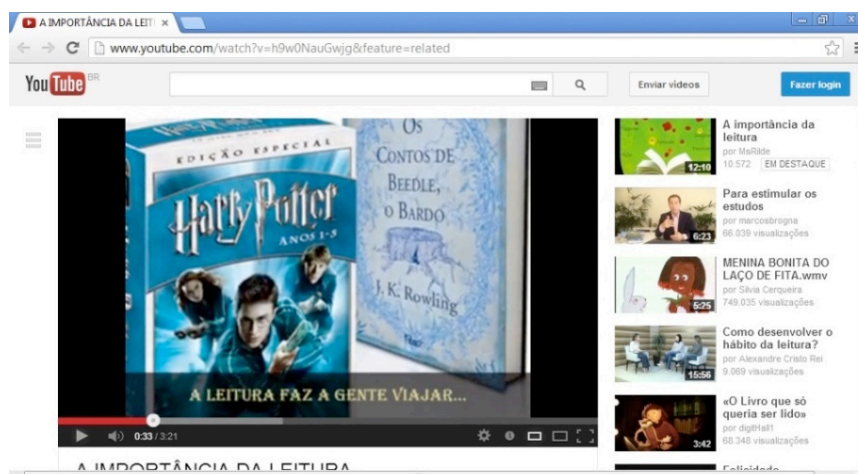 A IMPORTÂNCIA DA LEIT
www.youtube.com/watch?v=h9w0NauGwjg&feature=related
YouTube BR
Enviar vídeos
Fazer login
EDIÇÃO ESPECIAL
Harry Potter
ANOS 1-5
OS
CONTOS DE
BEEDLE,
O BARDO
J. K. Rowling
A LEITURA FAZ A GENTE VIAJAR...
0:33 / 3:21
A IMPORTÂNCIA DA LEITURA
12:10
A importância da
leitura
por MsRilde
10.572 EM DESTAQUE
6:23
Para estimular os
estudos
por marcosbrogna
66.039 visualizações
5:25
MENINA BONITA DO
LAÇO DE FITA.wmv
por Silvia Cerqueira
749.035 visualizações
15:56
Como desenvolver o
hábito da leitura?
por Alexandre Cristo Rei
9.069 visualizações
3:42
«O Livro que só
queria ser lido»
por digiHall1
68.348 visualizações
Felicidade